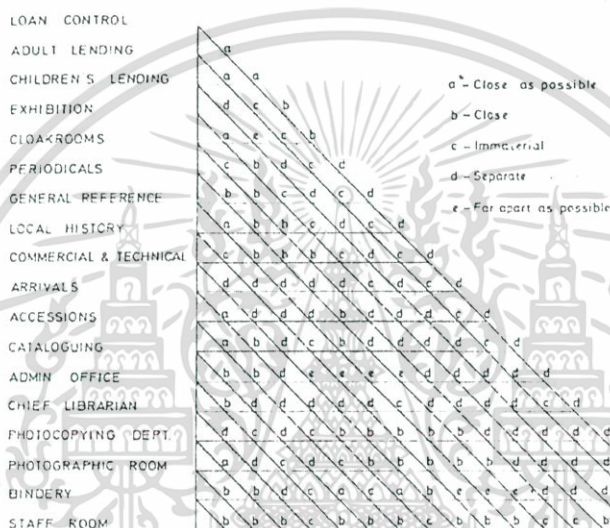 LOAN CONTROL
ADULT LENDING a
CHILDREN'S LENDING a a
a - Close as possible
EXHIBITION d c b
b - Close
CLOAKROOMS a e c b
c - Immaterial
PERIODICALS c b d c d
d - Separate
GENERAL REFERENCE b b c d c d
e - Far apart as possible
LOCAL HISTORY a b b c d c d
COMMERCIAL & TECHNICAL c b b b c d c d
ARRIVALS d d d d d c d c d
ACCESSIONS a d d d b d d d c d
CATALOGUING a b d c b d d d d c d
ADMIN OFFICE b b d e e e e d d d d d
CHIEF LIBRARIAN b d d d d d c d d d d c d
PHOTOCOPYING DEPT. d c d c b b b b b d d d d d
PHOTOGRAPHIC ROOM a d c d c b b b b b d d d d
BINDERY b b d d c a b e e e d d d
STAFF ROOM b b b b c b b b